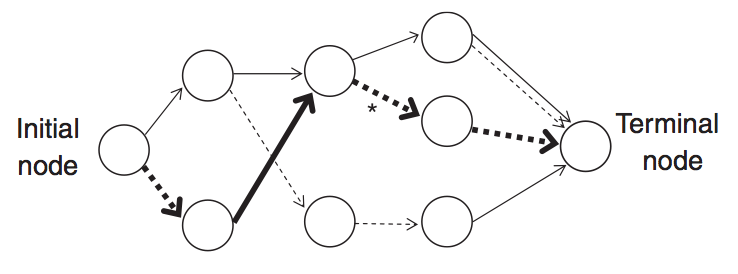 Initial
node
*
Terminal
node